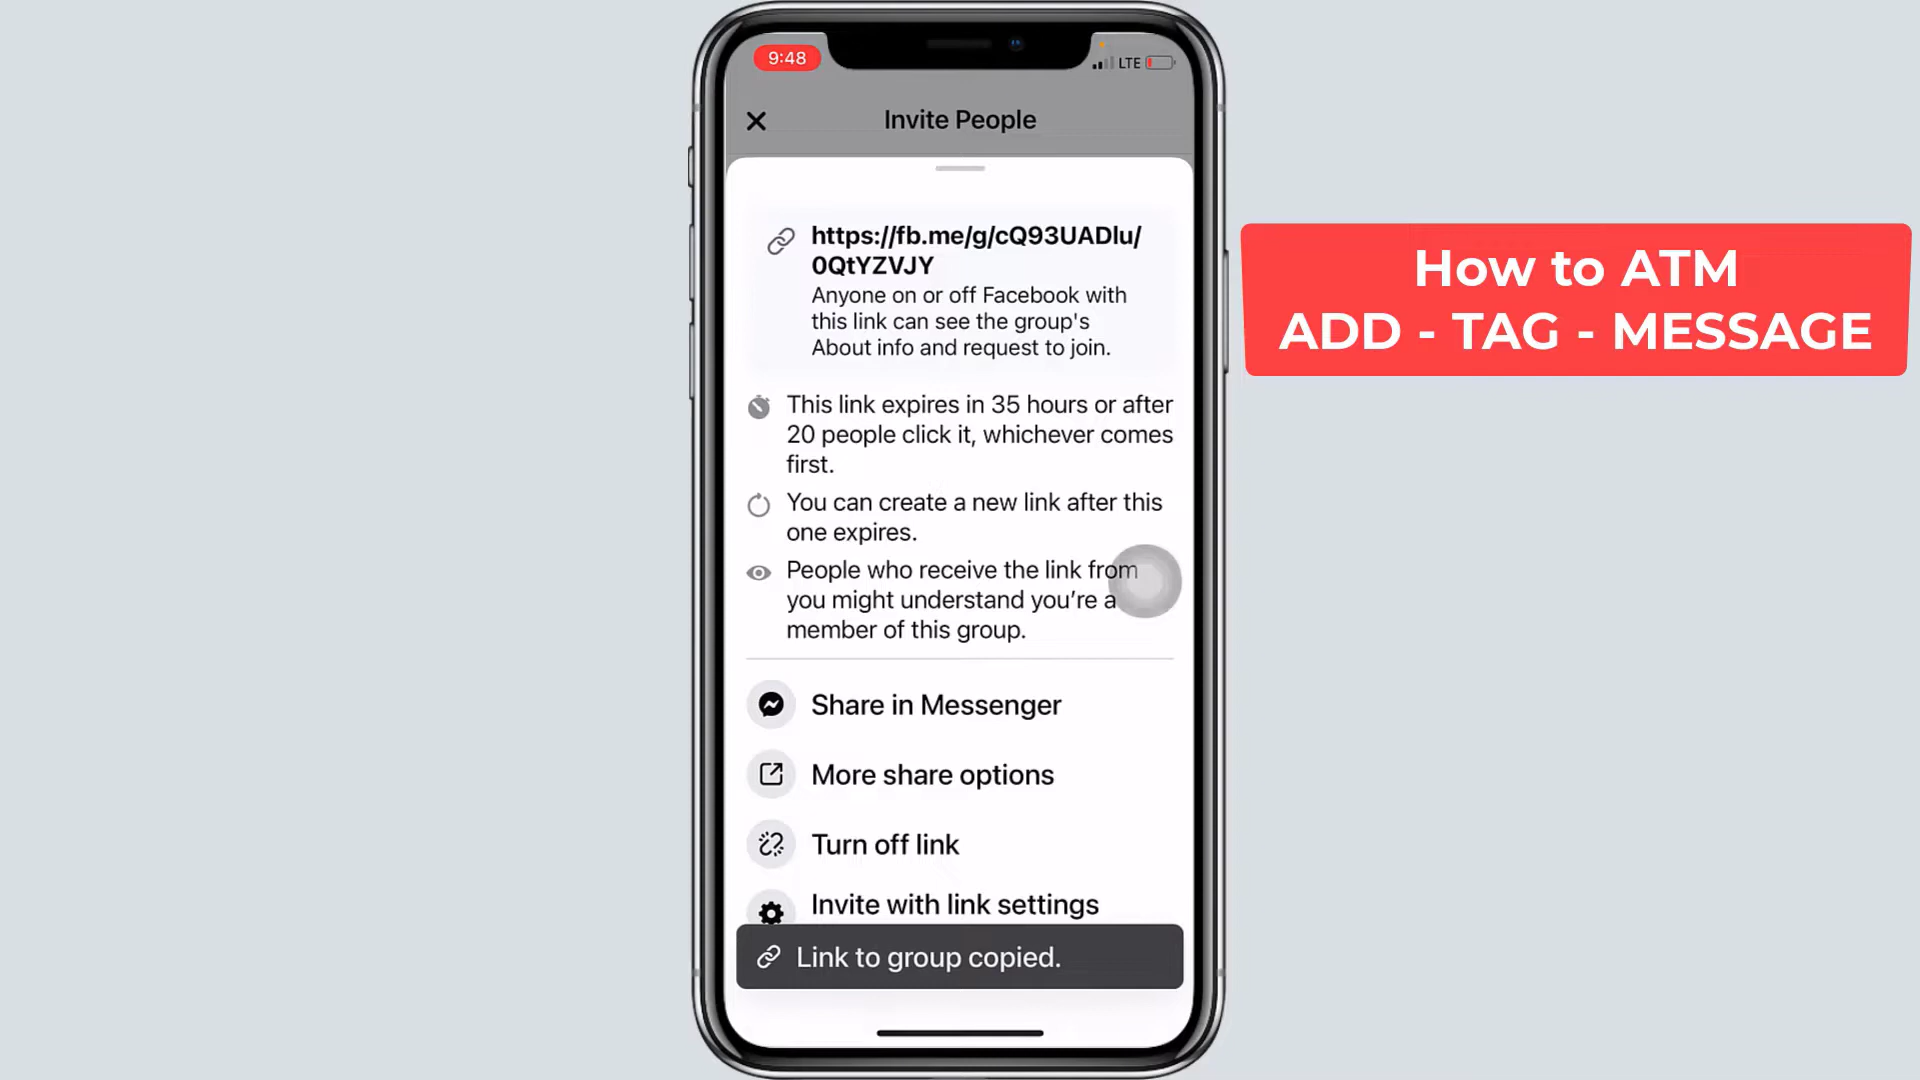 9:48
LTE
Invite People
https://fb.me/g/cQ93UADlu/
0QtYZVJY
Anyone on or off Facebook with
this link can see the group's
About info and request to join.
This link expires in 35 hours or after
20 people click it, whichever comes
first.
You can create a new link after this
one expires.
People who receive the link from
you might understand you’re a
member of this group.
Share in Messenger
More share options
Turn off link
Invite with link settings
Link to group copied.
How to ATM
ADD - TAG - MESSAGE